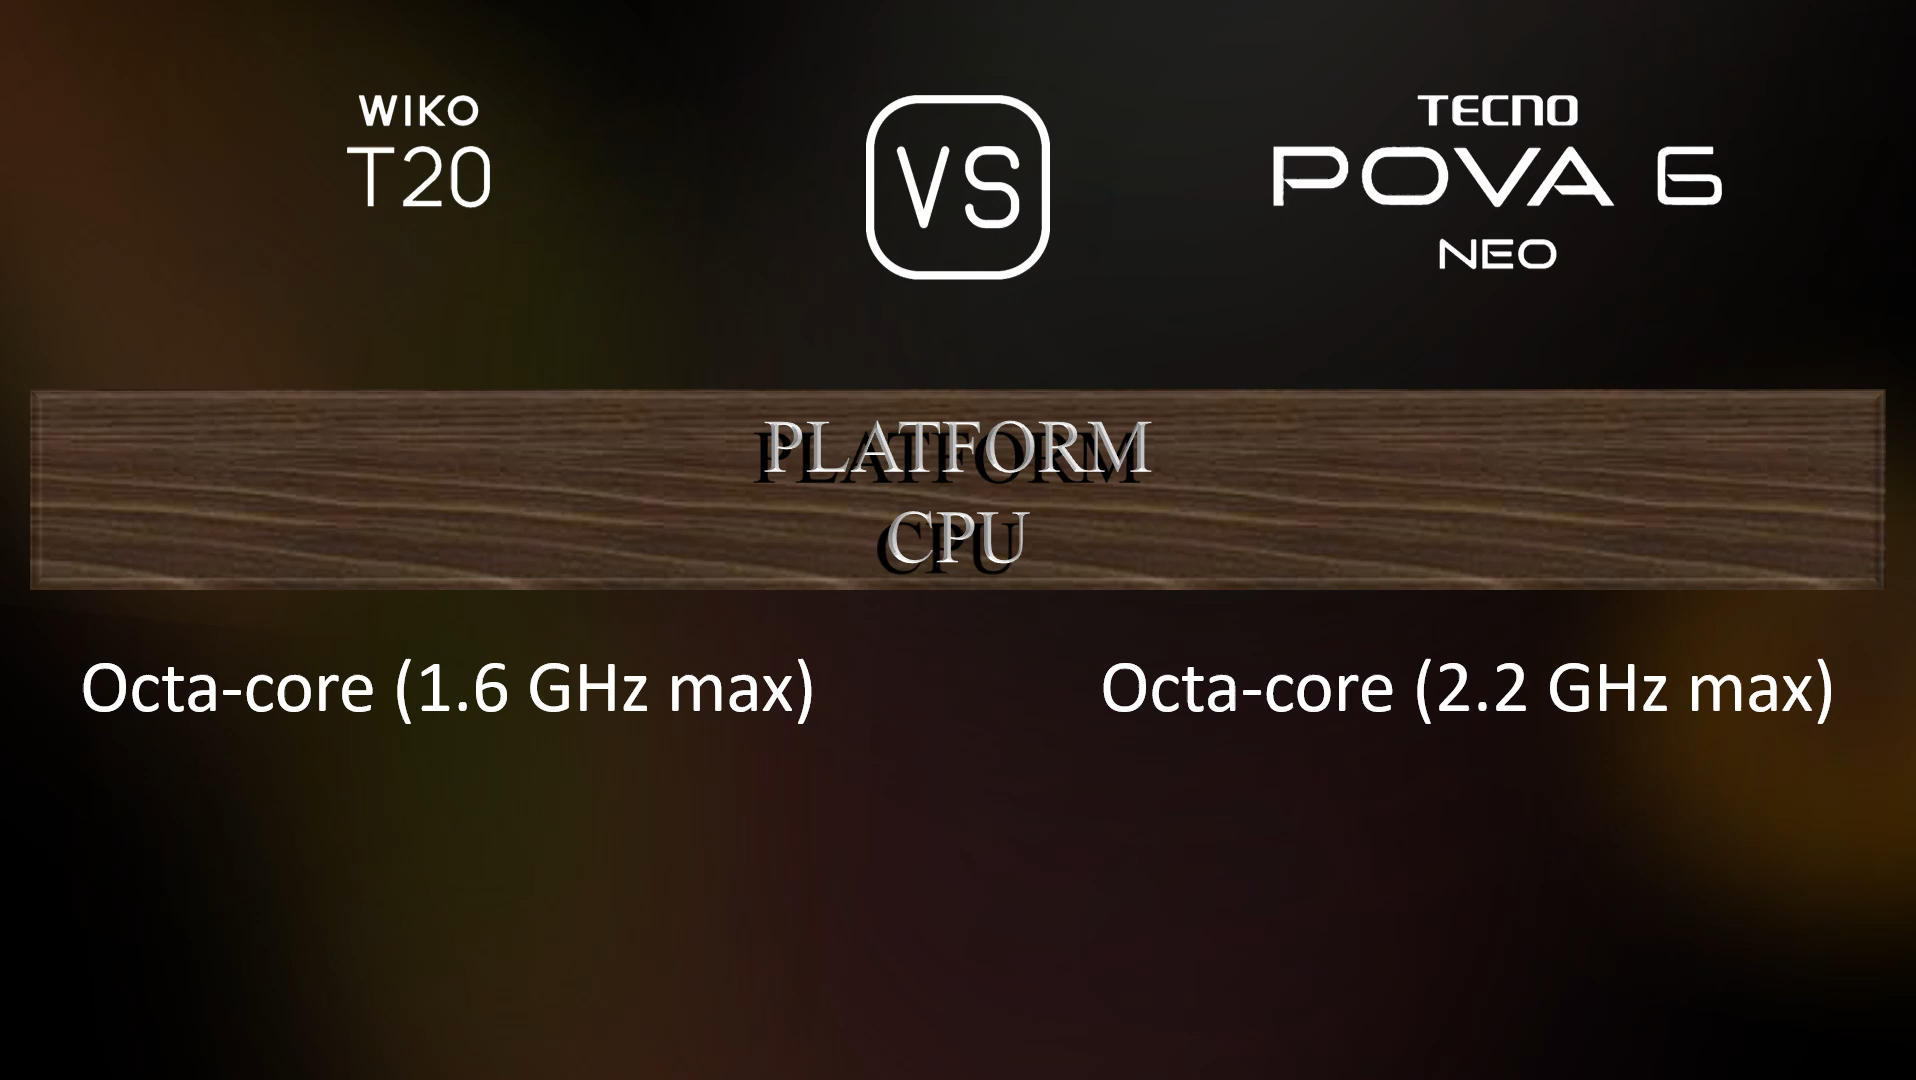 WIKO
T20
VS
TECNO
POVA 6
NEO
PLATFORM
CPU
Octa-core (1.6 GHz max)
Octa-core (2.2 GHz max)